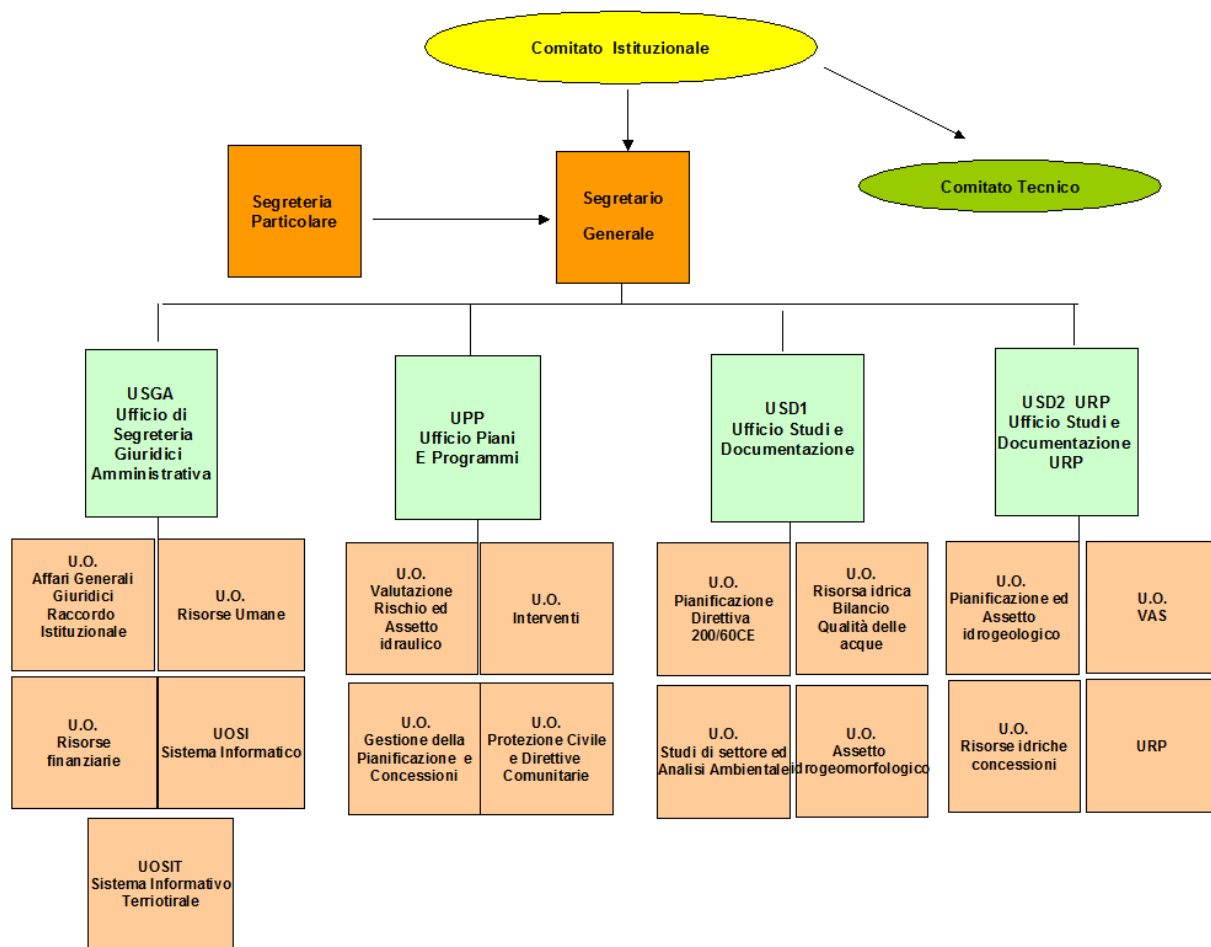 Comitato Istituzionale
Comitato Tecnico
Segreteria
Particolare
Segretario
Generale
USGA
Ufficio di
Segreteria
Giuridici
Amministrativa
UPP
Ufficio Piani
E Programmi
USD1
Ufficio Studi e
Documentazione
USD2 URP
Ufficio Studi e
Documentazione
URP
U.O.
Affari Generali
Giuridici
Raccordo
Istituzionale
U.O.
Risorse Umane
U.O.
Risorse
finanziarie
UOSI
Sistema Informatico
UOSIT
Sistema Informativo
Terriotirale
U.O.
Valutazione
Rischio ed
Assetto
idraulico
U.O.
Interventi
U.O.
Gestione della
Pianificazione e
Concessioni
U.O.
Protezione Civile
e Direttive
Comunitarie
U.O.
Pianificazione
Direttiva
200/60CE
U.O.
Risorsa idrica
Bilancio
Qualità delle
acque
U.O.
Studi di settore ed
Analisi Ambientale
U.O.
Assetto
idrogeomorfologico
U.O.
Pianificazione ed
Assetto
idrogeologico
U.O.
VAS
U.O.
Risorse idriche
concessioni
URP